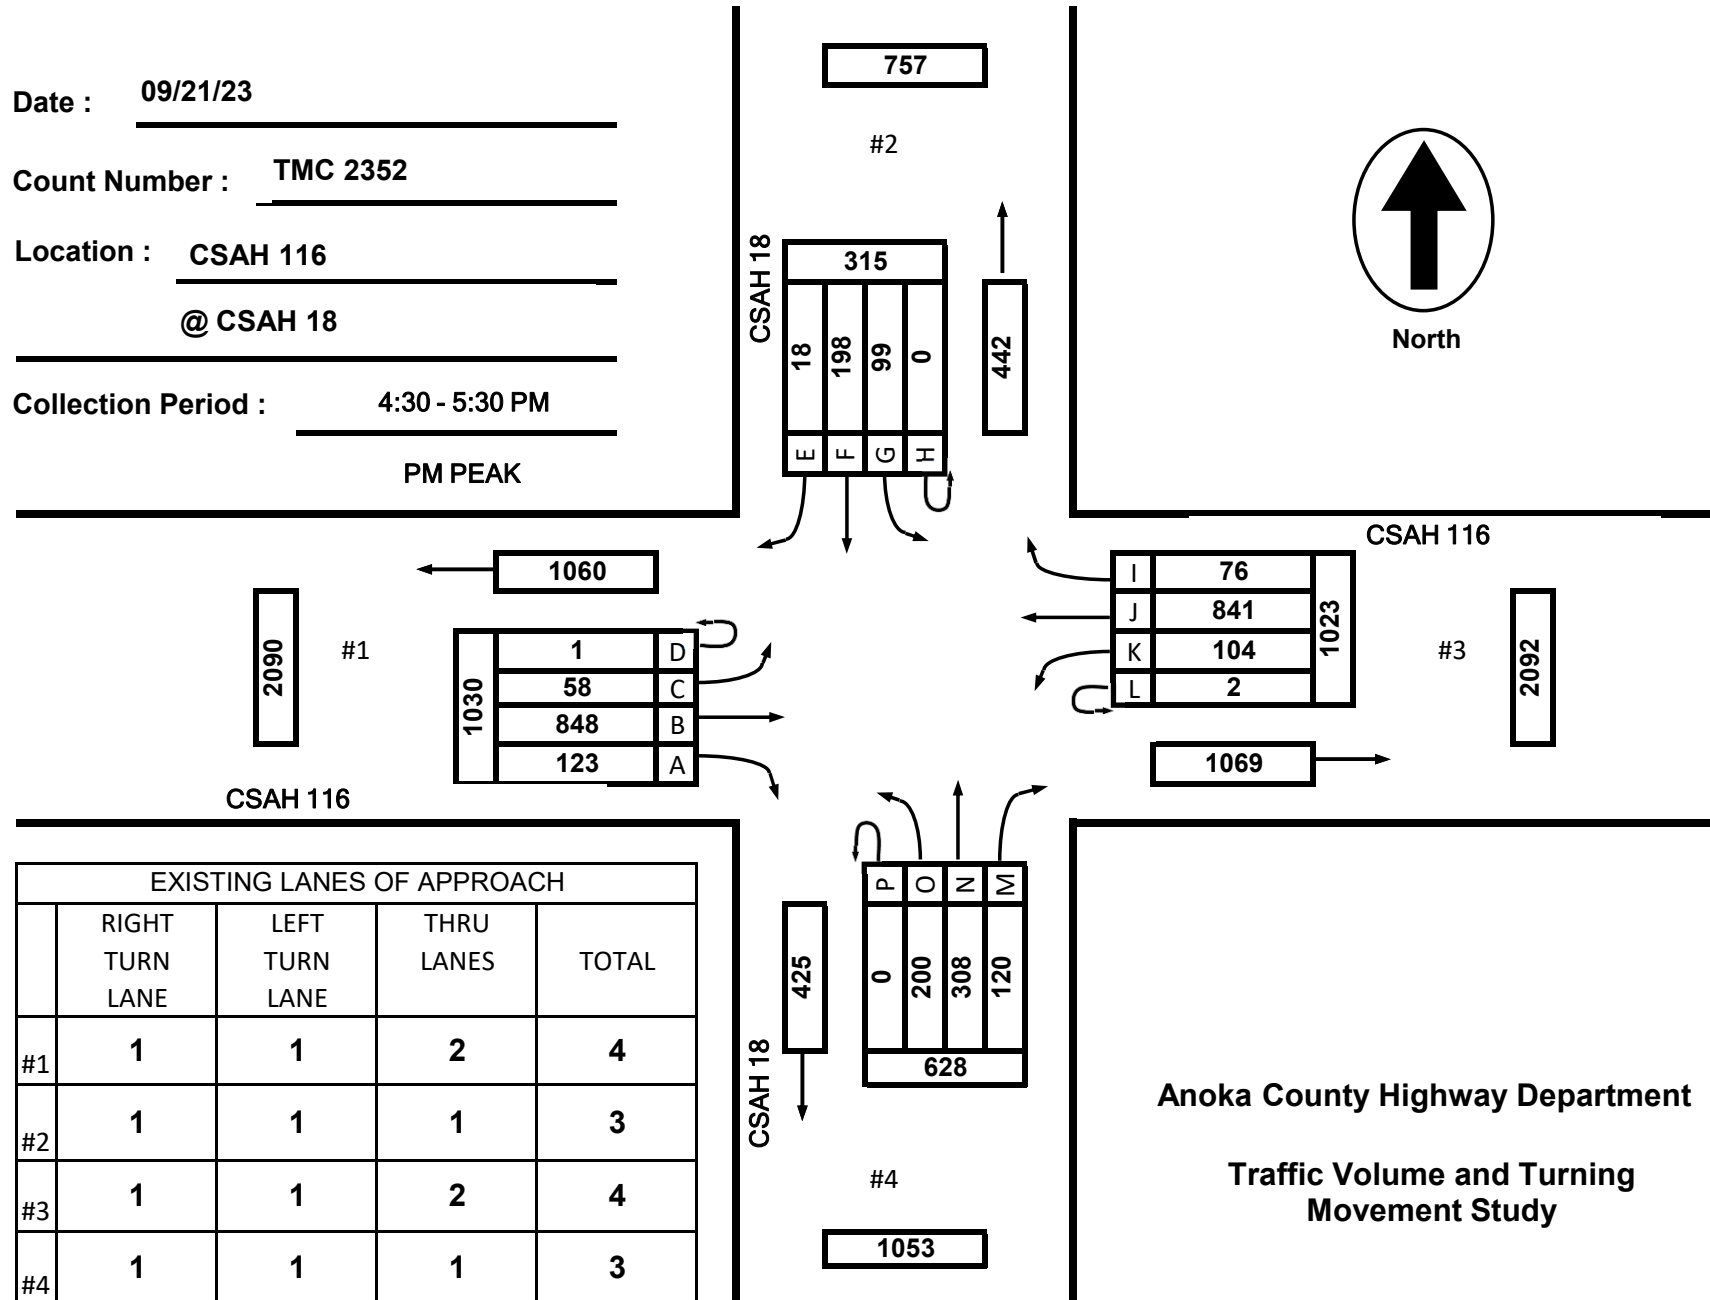 Date : 09/21/23
Count Number : TMC 2352
Location : CSAH 116
@ CSAH 18
Collection Period : 4:30 - 5:30 PM
PM PEAK
757
#2
CSAH 18
315
18 198 99 0
E F G H
442
North
CSAH 116
1060
2090
#1
1030
1 D
58 C
848 B
123 A
CSAH 116
I 76
J 841
K 104
L 2
1023
#3
2092
1069
P O N M
0 200 308 120
628
425
CSAH 18
#4
1053
EXISTING LANES OF APPROACH
RIGHT TURN LANE
LEFT TURN LANE
THRU LANES
TOTAL
#1 1 1 2 4
#2 1 1 1 3
#3 1 1 2 4
#4 1 1 1 3
Anoka County Highway Department
Traffic Volume and Turning
Movement Study